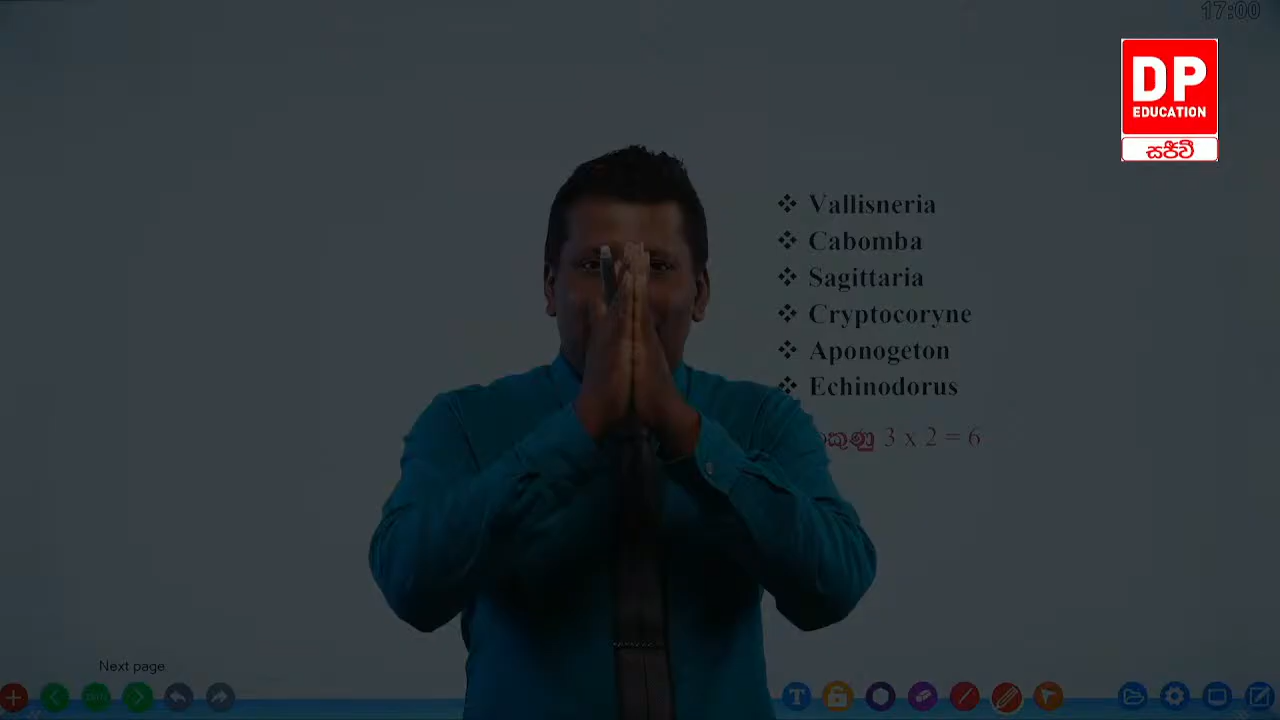 17:00
DP
EDUCATION
සජීවී
❖ Vallisneria
❖ Cabomba
❖ Sagittaria
❖ Cryptocoryne
❖ Aponogeton
❖ Echinodorus
3 x 2 = 6
Next page
T